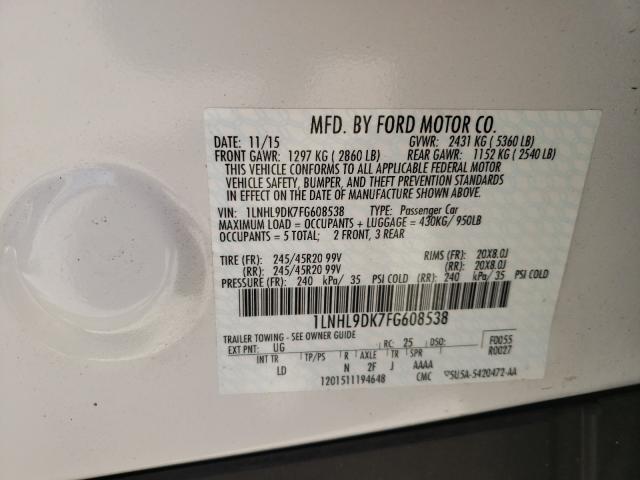 MFD. BY FORD MOTOR CO.
DATE: 11/15 GVWR: 2431 KG ( 5360 LB)
FRONT GAWR: 1297 KG ( 2860 LB) REAR GAWR: 1152 KG ( 2540 LB)
THIS VEHICLE CONFORMS TO ALL APPLICABLE FEDERAL MOTOR
VEHICLE SAFETY, BUMPER, AND THEFT PREVENTION STANDARDS
IN EFFECT ON THE DATE OF MANUFACTURE SHOWN ABOVE.
VIN: 1LNHL9DK7FG608538 TYPE: Passenger Car
MAXIMUM LOAD = OCCUPANTS + LUGGAGE = 430KG/ 950LB
OCCUPANTS = 5 TOTAL; 2 FRONT, 3 REAR
TIRE (FR): 245/45R20 99V RIMS (FR): 20X8.0J
(RR): 245/45R20 99V (RR): 20X8.0J
PRESSURE (FR): 240 kPa/ 35 PSI COLD (RR): 240 kPa/ 35 PSI COLD
1LNHL9DK7FG608538
TRAILER TOWING - SEE OWNER GUIDE
EXT PNT: UG RC: 25 DSO: F0055
R0027
INT TR TP/PS R AXLE TR SPR
LD N 2F J AAAA
1201511194648 CMC 5U5A-5420472-AA